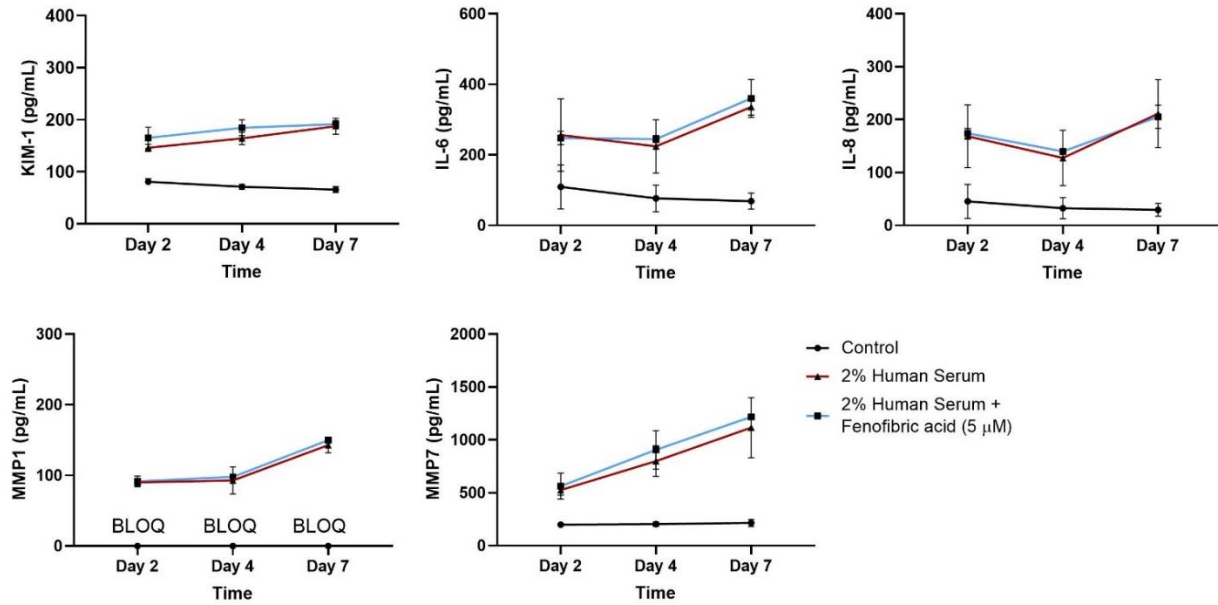 KIM-1 (pg/mL)
400
300
200
100
0
Day 2 Day 4 Day 7
Time
IL-6 (pg/mL)
600
400
200
0
Day 2 Day 4 Day 7
Time
IL-8 (pg/mL)
400
300
200
100
0
Day 2 Day 4 Day 7
Time
MMP1 (pg/mL)
300
200
100
0
BLOQ BLOQ BLOQ
Day 2 Day 4 Day 7
Time
MMP7 (pg/mL)
2000
1500
1000
500
0
Day 2 Day 4 Day 7
Time
Control
2% Human Serum
2% Human Serum +
Fenofibric acid (5 μM)